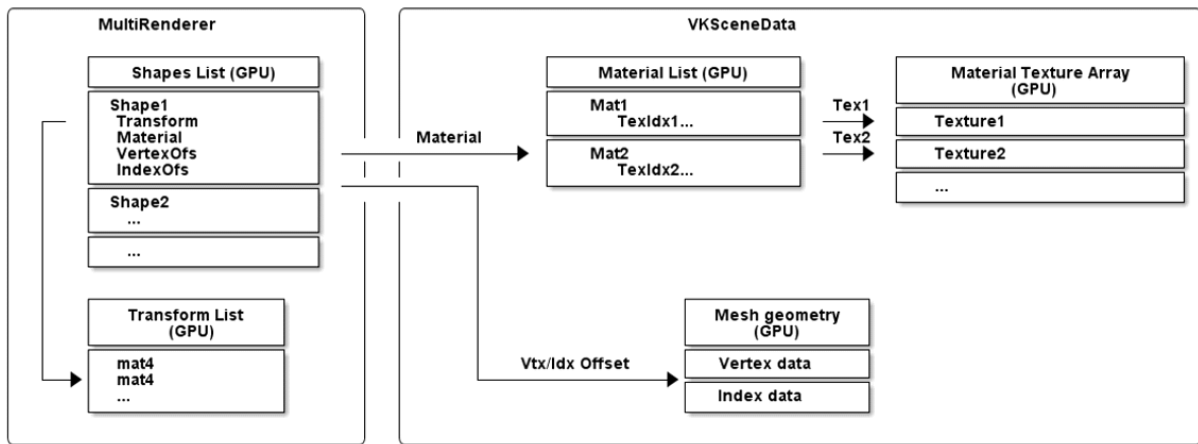 MultiRenderer
Shapes List (GPU)
Shape1
Transform
Material
VertexOfs
IndexOfs
Shape2
...
...
Transform List
(GPU)
mat4
mat4
...
VKSceneData
Material
Material List (GPU)
Mat1
TexIdx1...
Mat2
TexIdx2...
Tex1
Tex2
Material Texture Array
(GPU)
Texture1
Texture2
...
Vtx/Idx Offset
Mesh geometry
(GPU)
Vertex data
Index data